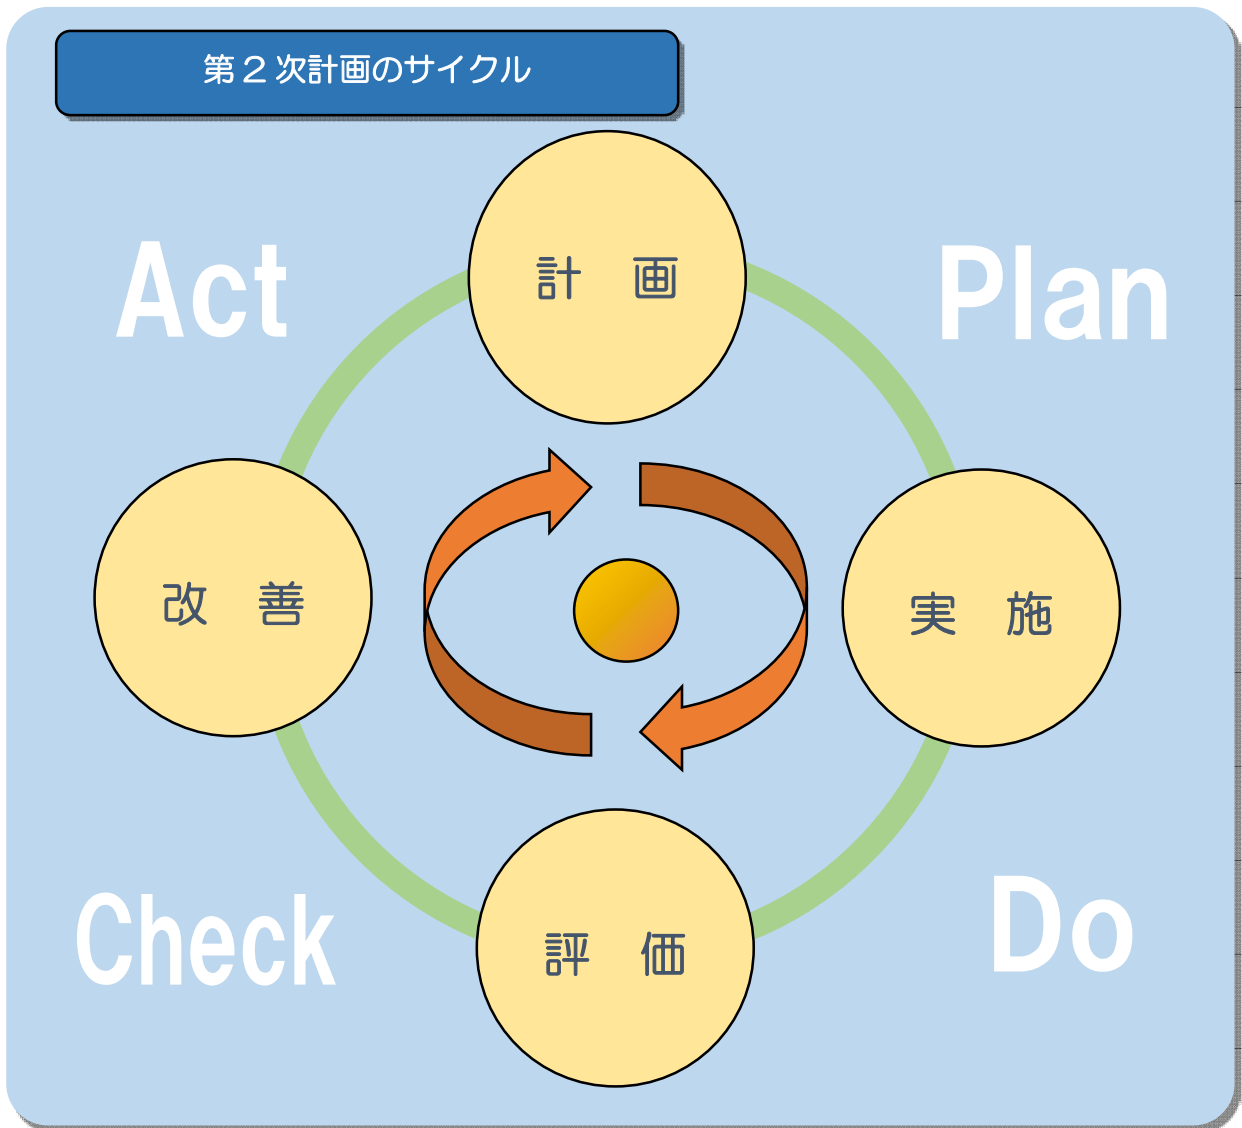 第２次計画のサイクル
計　画
Act
Plan
改　善
実　施
Check
Do
評　価